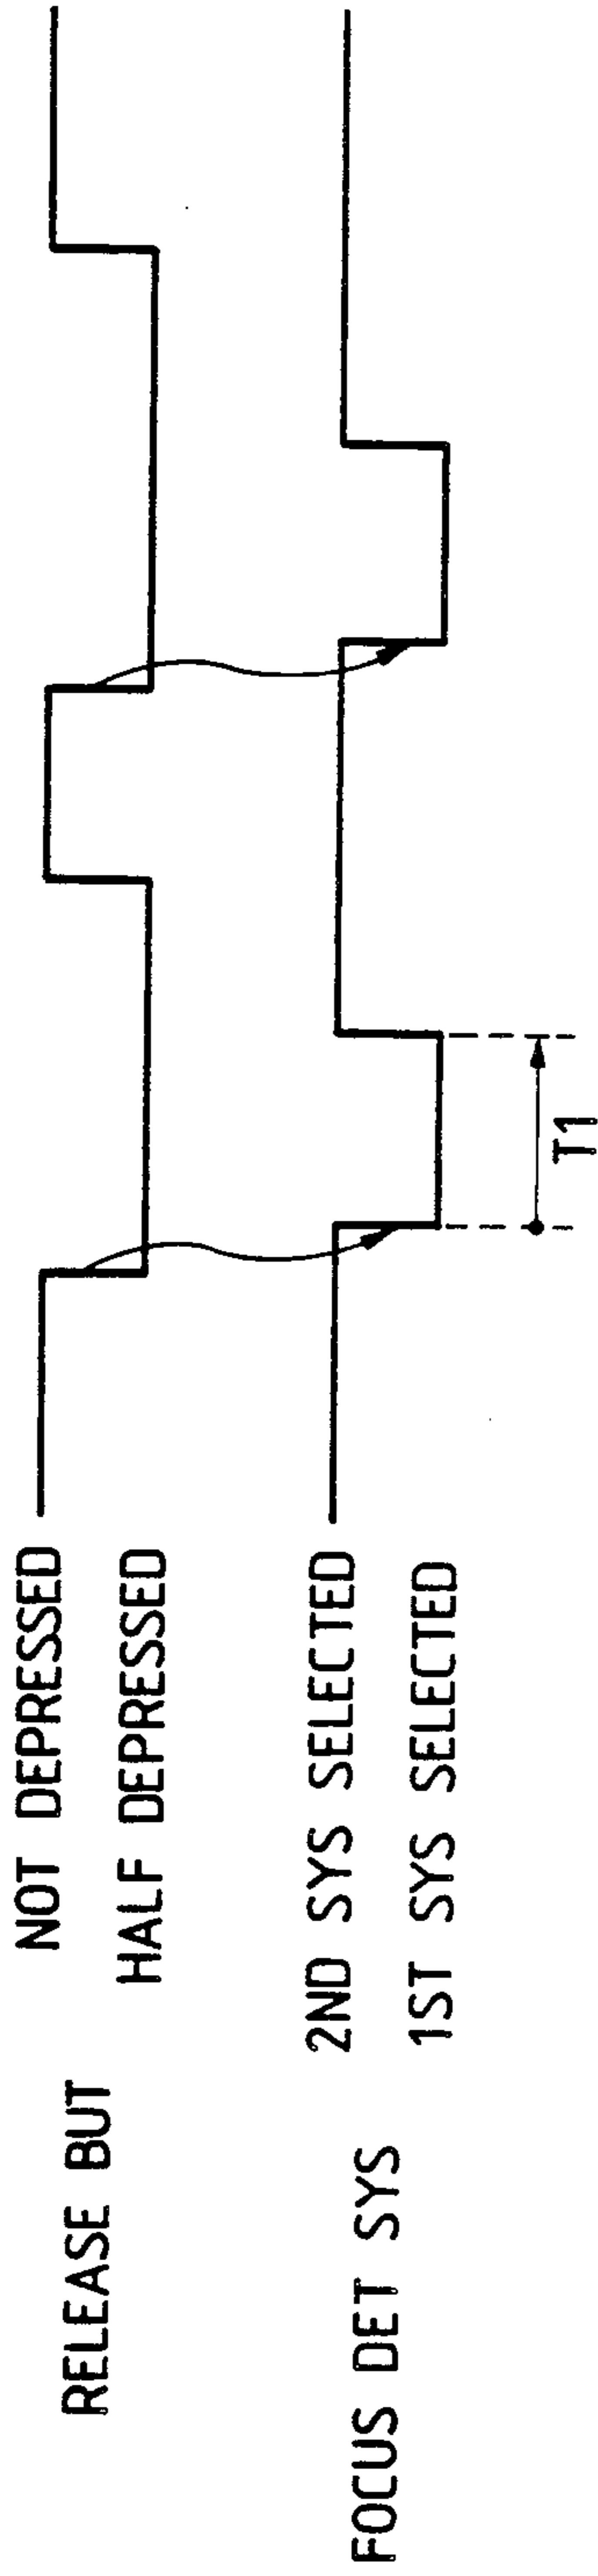 RELEASE BUT
NOT DEPRESSED
HALF DEPRESSED
FOCUS DET SYS
2ND SYS SELECTED
1ST SYS SELECTED
T1